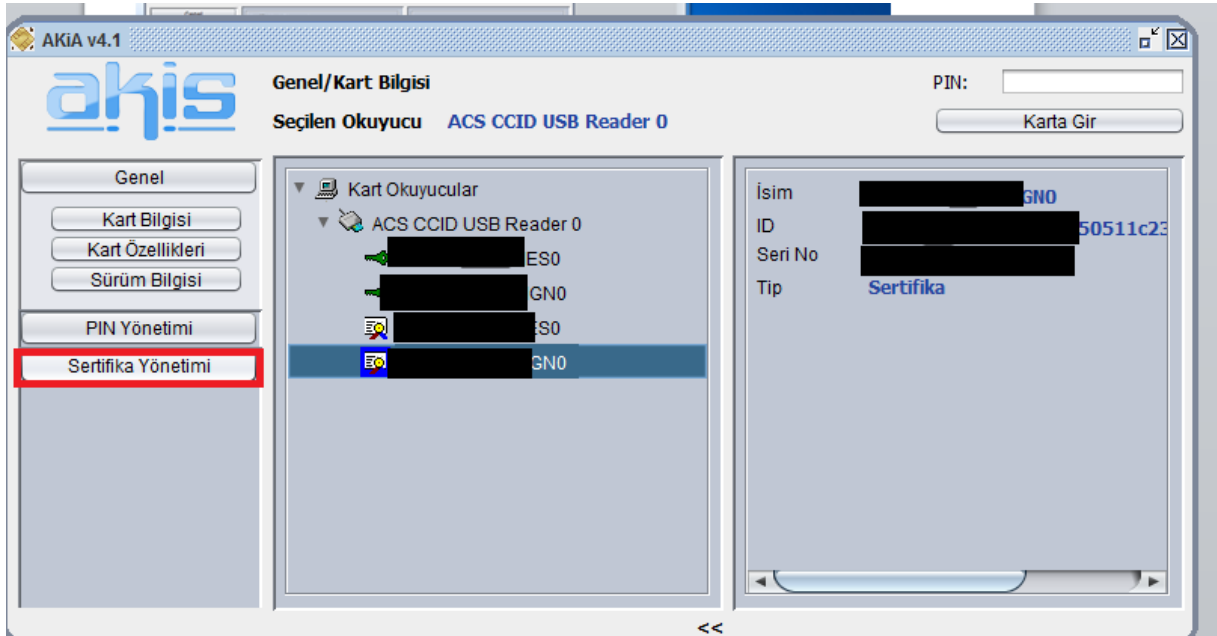 AKiA v4.1
akis
Genel/Kart Bilgisi
PIN:
Seçilen Okuyucu ACS CCID USB Reader 0
Karta Gir
Genel
Kart Bilgisi
Kart Özellikleri
Sürüm Bilgisi
PIN Yönetimi
Sertifika Yönetimi
Kart Okuyucular
ACS CCID USB Reader 0
ES0
GN0
ES0
GN0
İsim GN0
ID 50511c23
Seri No
Tip Sertifika
<<